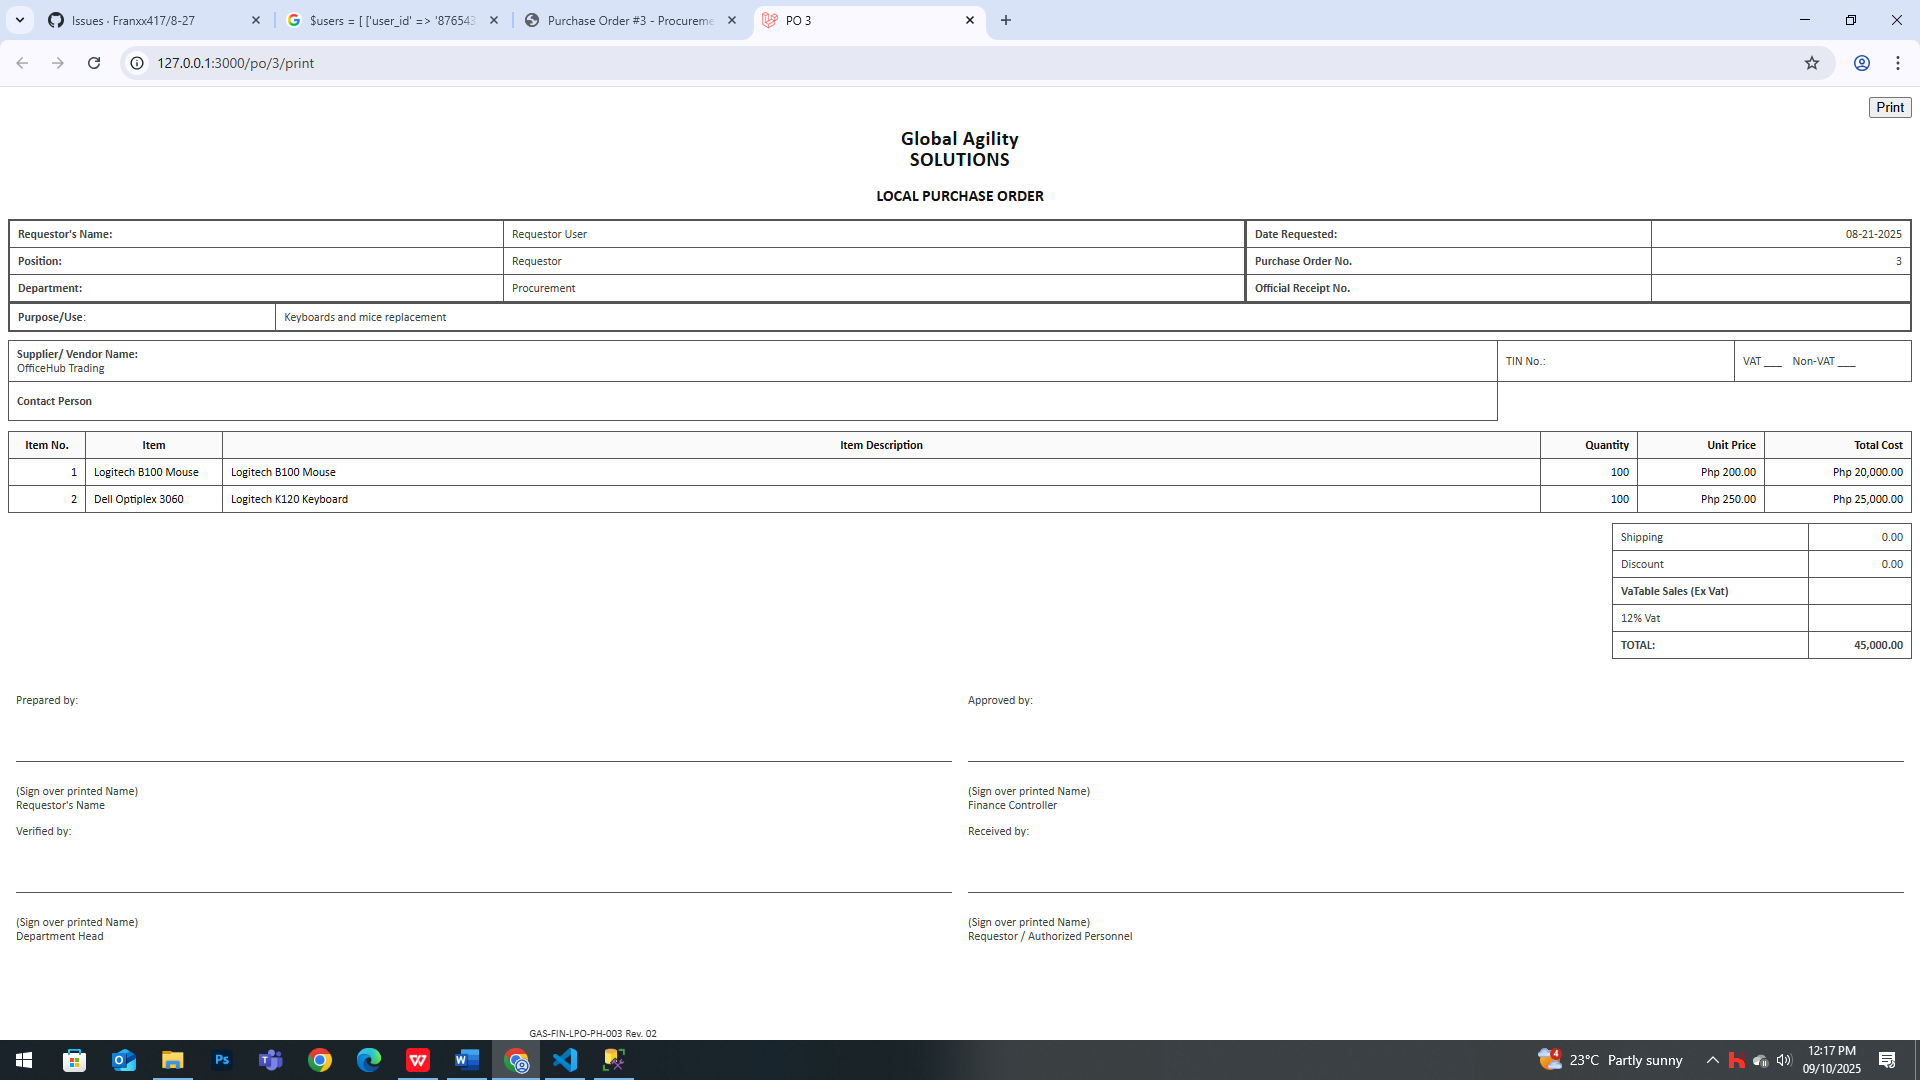 Issues · Franxx417/8-27
$users = [ ['user_id' => '876543
Purchase Order #3 - Procureme
PO 3
127.0.0.1:3000/po/3/print
Print
Global Agility
SOLUTIONS
LOCAL PURCHASE ORDER
Requestor's Name: Requestor User Date Requested: 08-21-2025
Position: Requestor Purchase Order No. 3
Department: Procurement Official Receipt No.
Purpose/Use: Keyboards and mice replacement
Supplier/ Vendor Name:
OfficeHub Trading
TIN No.: VAT ___ Non-VAT ___
Contact Person
Item No. Item Item Description Quantity Unit Price Total Cost
1 Logitech B100 Mouse Logitech B100 Mouse 100 Php 200.00 Php 20,000.00
2 Dell Optiplex 3060 Logitech K120 Keyboard 100 Php 250.00 Php 25,000.00
Shipping 0.00
Discount 0.00
VaTable Sales (Ex Vat)
12% Vat
TOTAL: 45,000.00
Prepared by: Approved by:
(Sign over printed Name) (Sign over printed Name)
Requestor's Name Finance Controller
Verified by: Received by:
(Sign over printed Name) (Sign over printed Name)
Department Head Requestor / Authorized Personnel
GAS-FIN-LPO-PH-003 Rev. 02
4 23°C Partly sunny
12:17 PM
09/10/2025